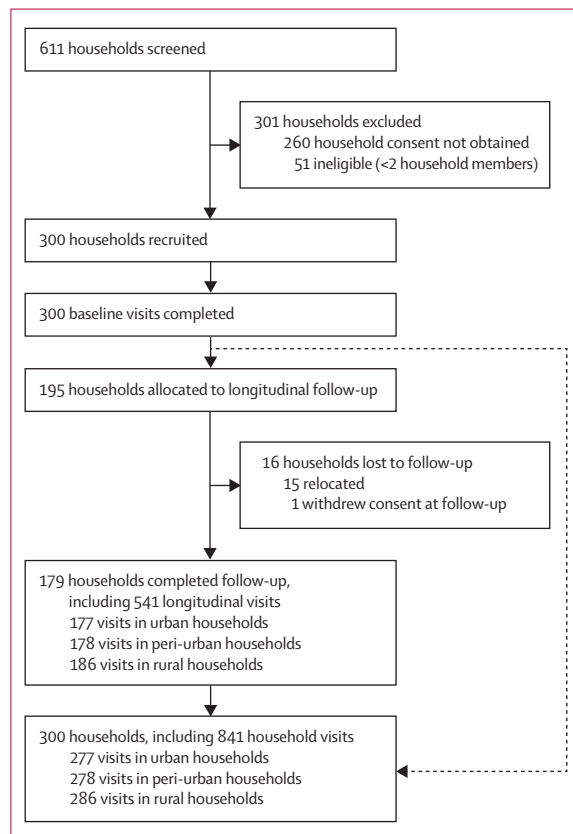 611 households screened
301 households excluded
260 household consent not obtained
51 ineligible (<2 household members)
300 households recruited
300 baseline visits completed
195 households allocated to longitudinal follow-up
16 households lost to follow-up
15 relocated
1 withdrew consent at follow-up
179 households completed follow-up,
including 541 longitudinal visits
177 visits in urban households
178 visits in peri-urban households
186 visits in rural households
300 households, including 841 household visits
277 visits in urban households
278 visits in peri-urban households
286 visits in rural households